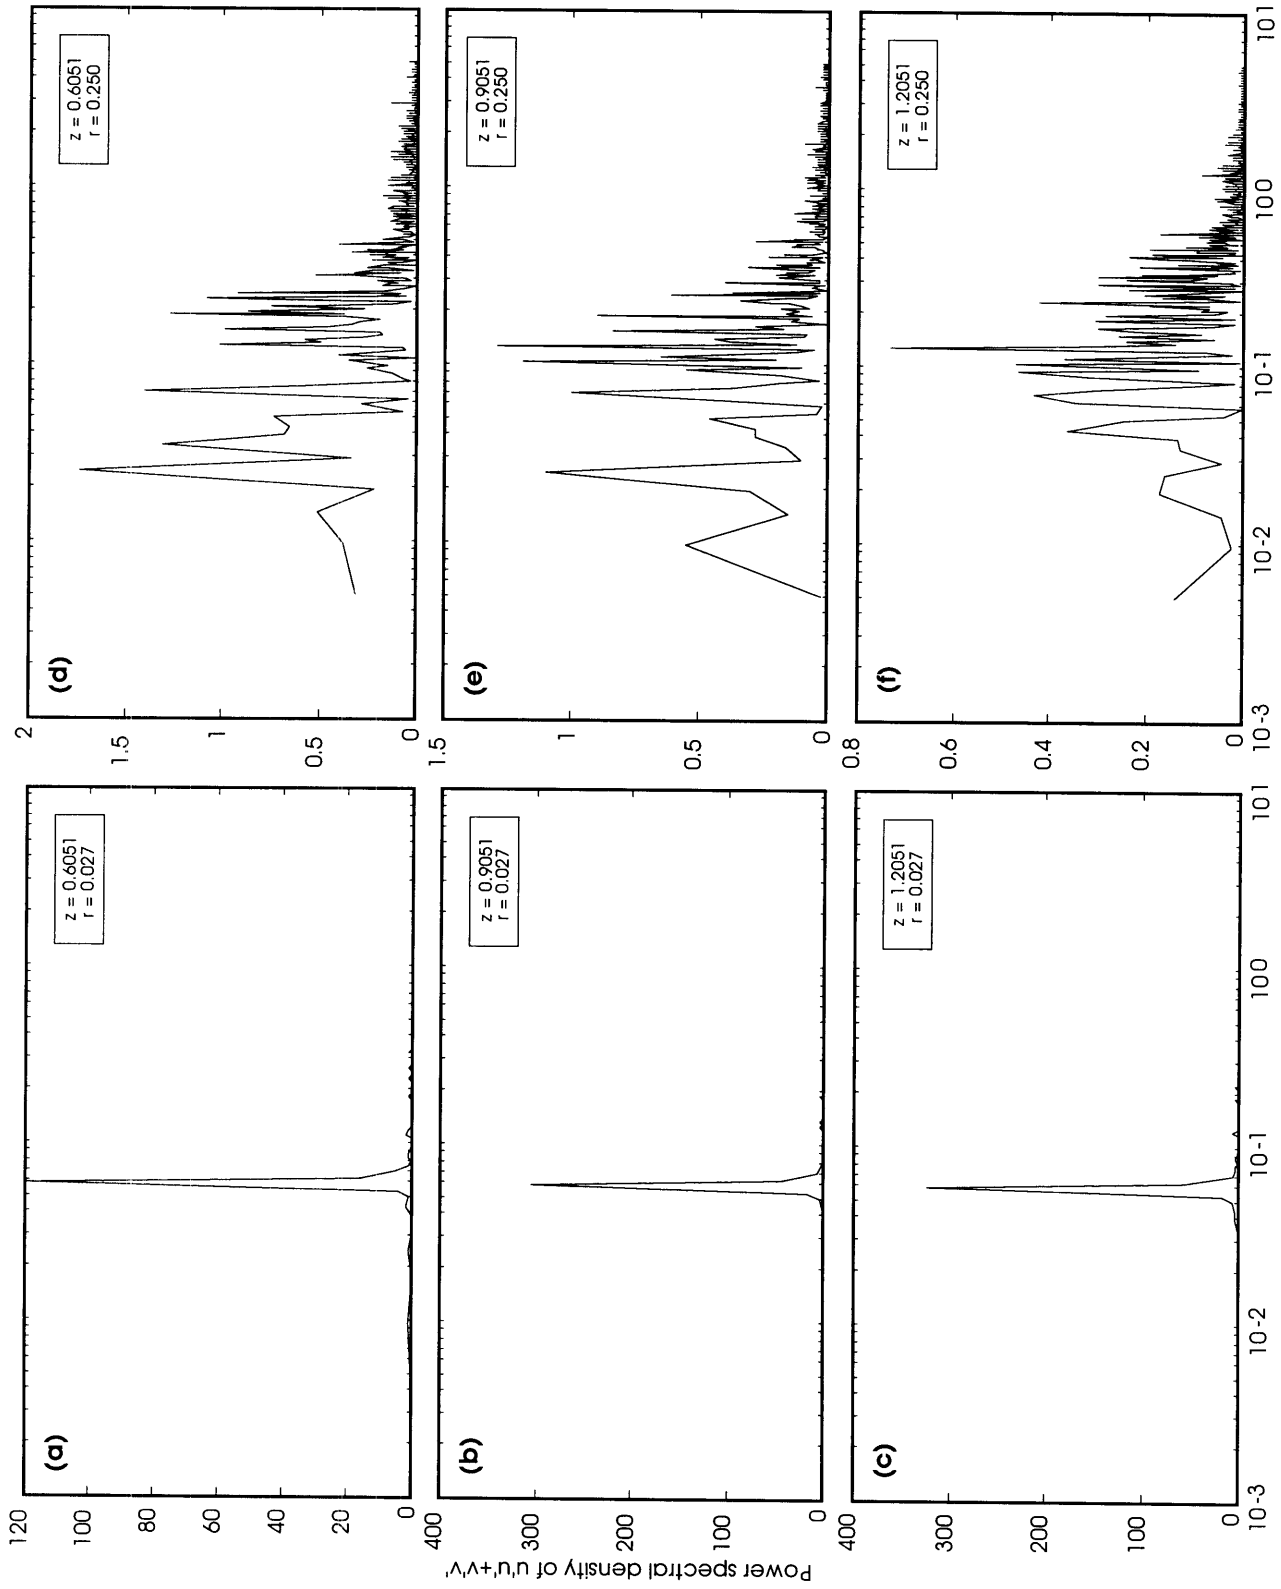 Power spectral density of u'u'+v'v'
(a)
z = 0.6051
r = 0.027
120
100
80
60
40
20
0
(b)
z = 0.9051
r = 0.027
400
300
200
100
0
(c)
z = 1.2051
r = 0.027
400
300
200
100
0
10-3
10-2
10-1
100
101
(d)
z = 0.6051
r = 0.250
2
1.5
1
0.5
0
(e)
z = 0.9051
r = 0.250
1.5
1
0.5
0
(f)
z = 1.2051
r = 0.250
0.8
0.6
0.4
0.2
0
10-3
10-2
10-1
100
101